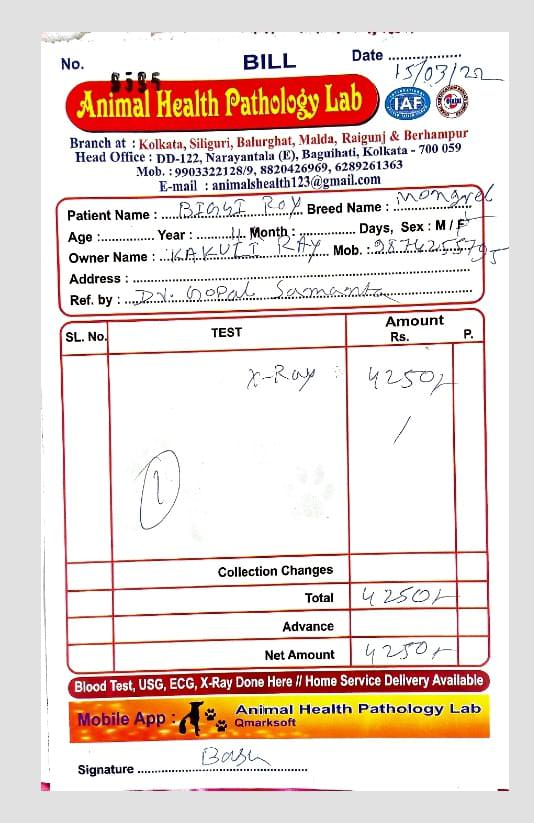 No. 8585
BILL
Date 15/03/22
Animal Health Pathology Lab
IAF
Branch at : Kolkata, Siliguri, Balurghat, Malda, Raigunj & Berhampur
Head Office : DD-122, Narayantala (E), Baguihati, Kolkata - 700 059
Mob. : 9903322128/9, 8820426969, 6289261363
E-mail : animalshealth123@gmail.com
Patient Name : Roy Breed Name : Mongrel
Age : Year : 11 Month : Days, Sex : M / F
Owner Name : RAY Mob. :
Address :
Ref. by : Dr. Gopal Samanta
SL. No. TEST Amount Rs. P.
X-Ray : 4250/-
1
Collection Changes
Total 4250/-
Advance
Net Amount 4250/-
Blood Test, USG, ECG, X-Ray Done Here // Home Service Delivery Available
Mobile App : Animal Health Pathology Lab
Qmarksoft
Signature Basu